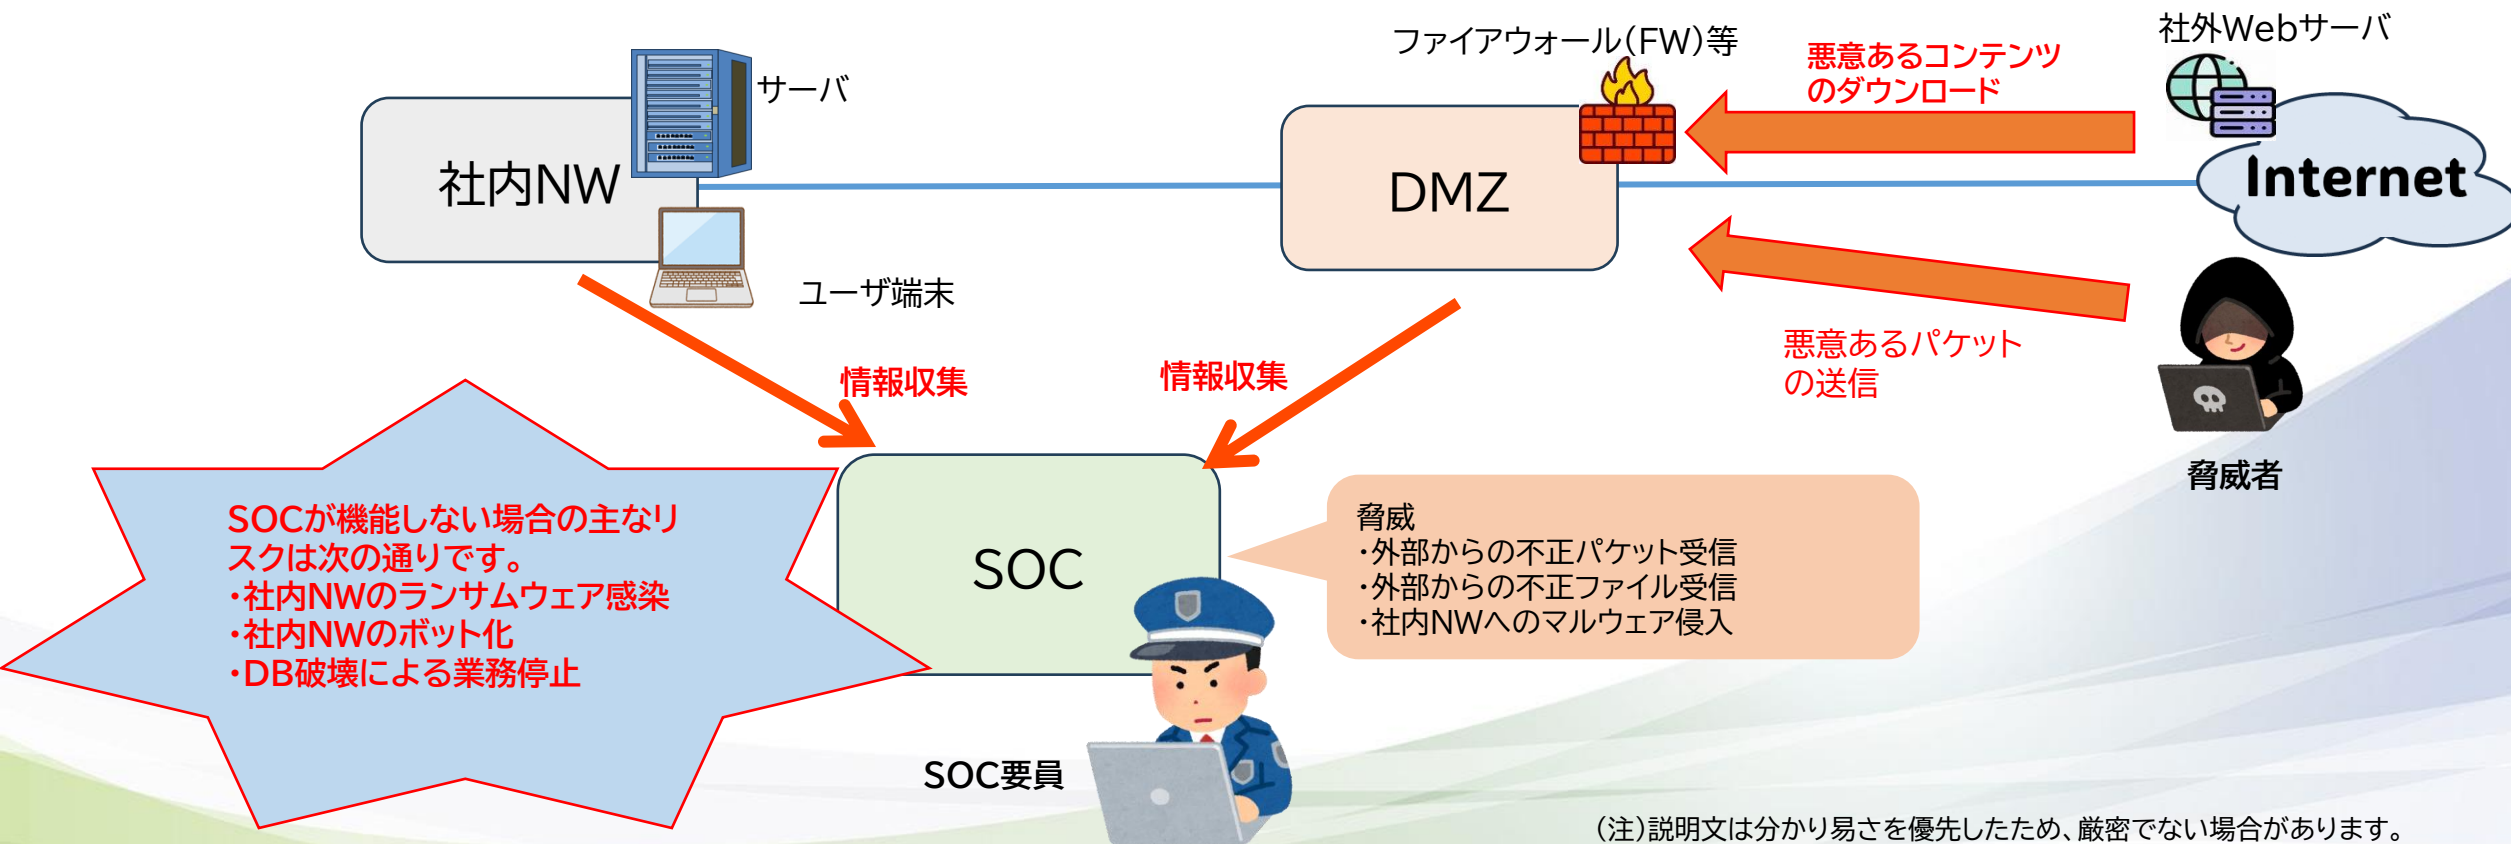 社外Webサーバ
ファイアウォール(FW)等
悪意あるコンテンツ
のダウンロード
サーバ
社内NW
DMZ
Internet
ユーザ端末
悪意あるパケット
の送信
情報収集
情報収集
脅威者
SOCが機能しない場合の主なリ
スクは次の通りです。
・社内NWのランサムウェア感染
・社内NWのボット化
・DB破壊による業務停止
SOC
脅威
・外部からの不正パケット受信
・外部からの不正ファイル受信
・社内NWへのマルウェア侵入
SOC要員
(注)説明文は分かり易さを優先したため、厳密でない場合があります。